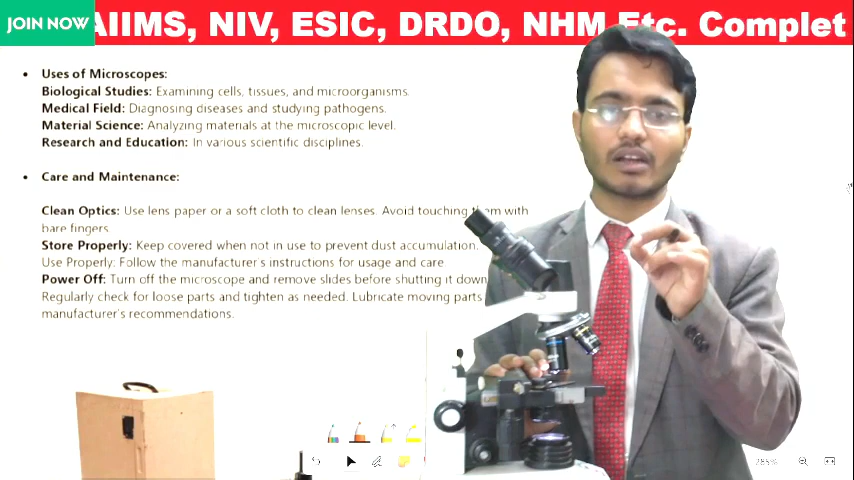 JOIN NOW
AIIMS, NIV, ESIC, DRDO, NHM Etc. Complet
• Uses of Microscopes:
Biological Studies: Examining cells, tissues, and microorganisms.
Medical Field: Diagnosing diseases and studying pathogens.
Material Science: Analyzing materials at the microscopic level.
Research and Education: In various scientific disciplines.
• Care and Maintenance:
Clean Optics: Use lens paper or a soft cloth to clean lenses. Avoid touching them with
bare fingers.
Store Properly: Keep covered when not in use to prevent dust accumulation.
Use Properly: Follow the manufacturer's instructions for usage and care.
Power Off: Turn off the microscope and remove slides before shutting it down
Regularly check for loose parts and tighten as needed. Lubricate moving parts
manufacturer's recommendations.
285%